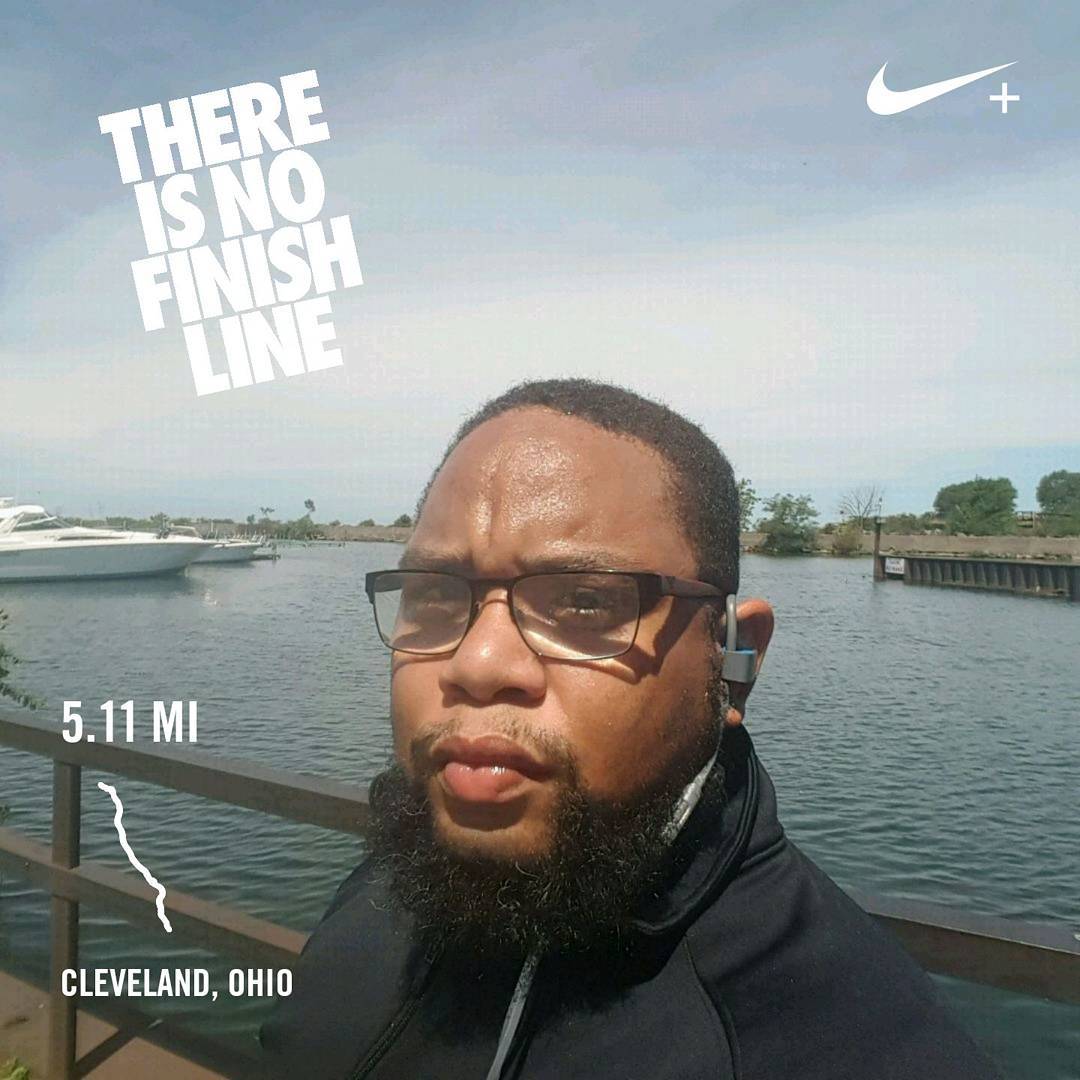 THERE
IS NO
FINISH
LINE
+
5.11 MI
CLEVELAND, OHIO